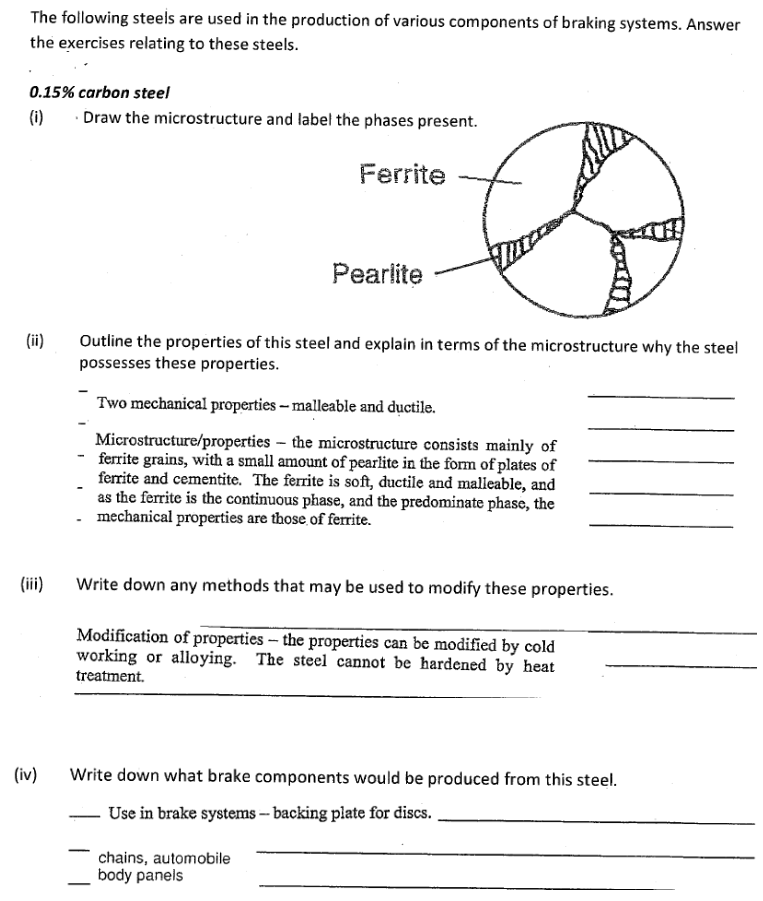 The following steels are used in the production of various components of braking systems. Answer
the exercises relating to these steels.
0.15% carbon steel
(i) Draw the microstructure and label the phases present.
Ferrite
Pearlite
(ii) Outline the properties of this steel and explain in terms of the microstructure why the steel
possesses these properties.
Two mechanical properties – malleable and ductile.
Microstructure/properties – the microstructure consists mainly of
ferrite grains, with a small amount of pearlite in the form of plates of
ferrite and cementite. The ferrite is soft, ductile and malleable, and
as the ferrite is the continuous phase, and the predominate phase, the
mechanical properties are those of ferrite.
(iii) Write down any methods that may be used to modify these properties.
Modification of properties – the properties can be modified by cold
working or alloying. The steel cannot be hardened by heat
treatment.
(iv) Write down what brake components would be produced from this steel.
Use in brake systems – backing plate for discs.
chains, automobile
body panels